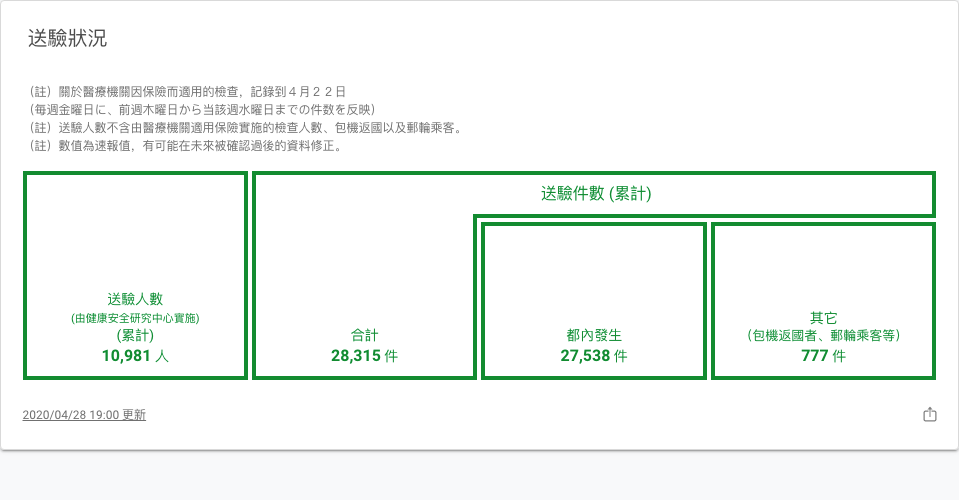 送驗狀況
（註）關於醫療機關因保險而適用的檢查，記錄到４月２２日
（毎週金曜日に、前週木曜日から当該週水曜日までの件数を反映）
（註）送驗人數不含由醫療機關適用保險實施的檢查人數、包機返國以及郵輪乘客。
（註）數值為速報值，有可能在未來被確認過後的資料修正。
送驗件數 (累計)
送驗人數
(由健康安全研究中心實施)
(累計)
10,981 人
合計
28,315 件
都內發生
27,538 件
其它
（包機返國者、郵輪乘客等）
777 件
2020/04/28 19:00 更新